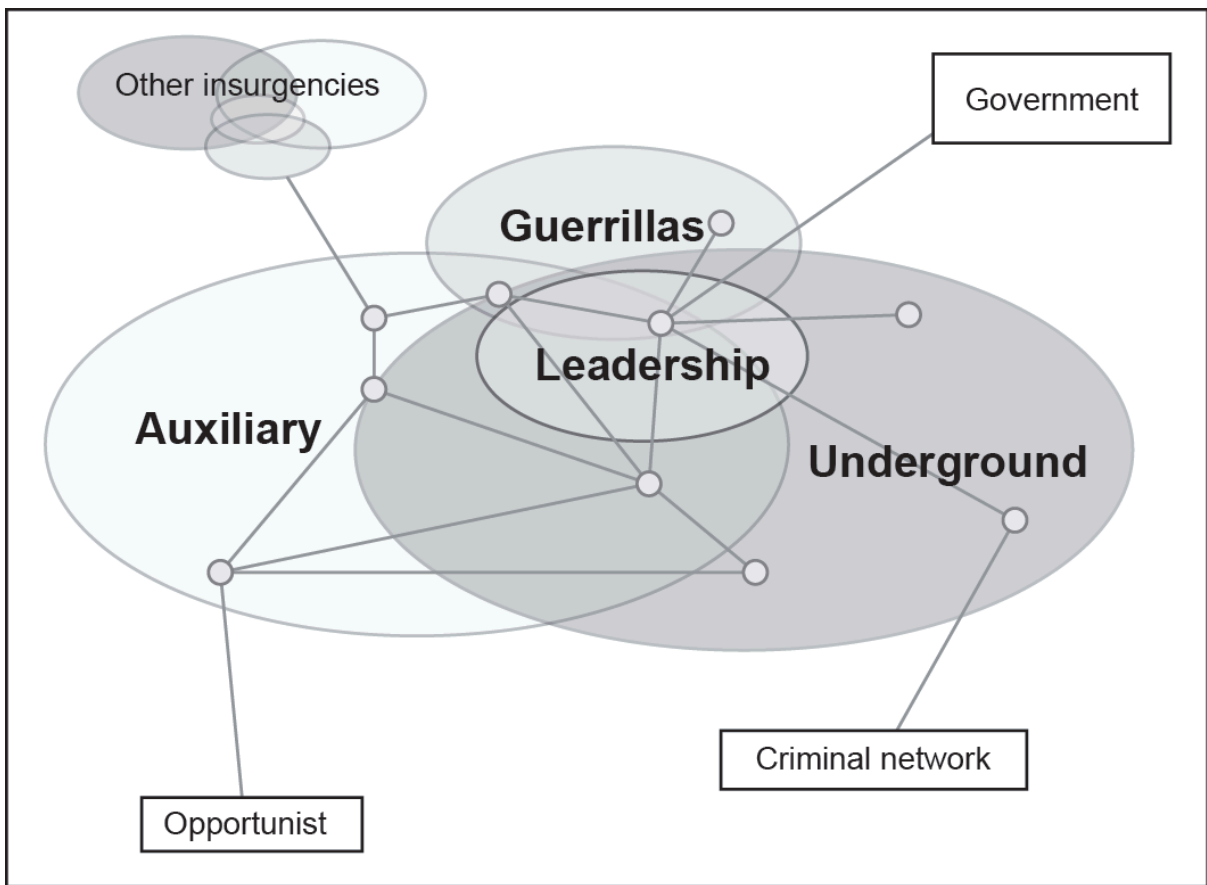 Other insurgencies
Government
Guerrillas
Leadership
Auxiliary
Underground
Criminal network
Opportunist